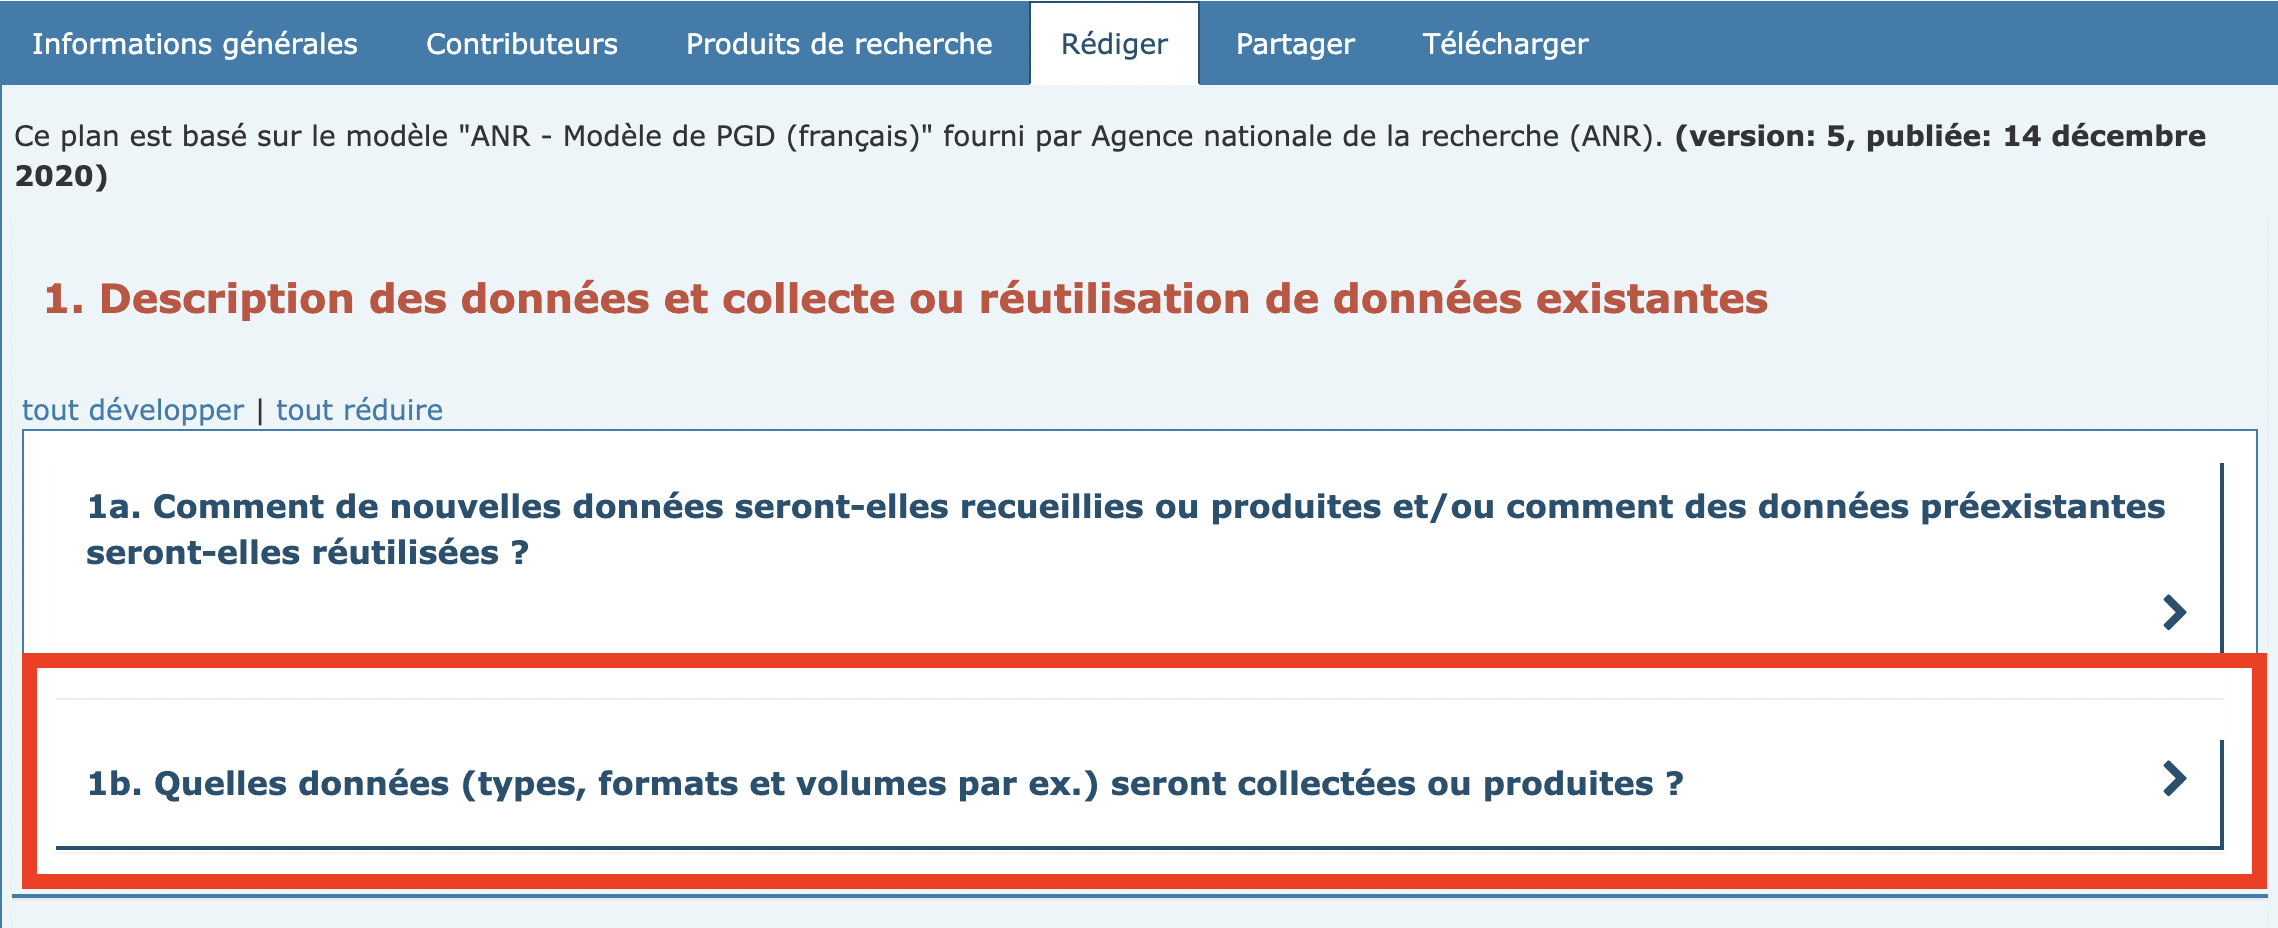 Informations générales Contributeurs Produits de recherche Rédiger Partager Télécharger
Ce plan est basé sur le modèle "ANR - Modèle de PGD (français)" fourni par Agence nationale de la recherche (ANR). (version: 5, publiée: 14 décembre
2020)
1. Description des données et collecte ou réutilisation de données existantes
tout développer | tout réduire
1a. Comment de nouvelles données seront-elles recueillies ou produites et/ou comment des données préexistantes
seront-elles réutilisées ?
1b. Quelles données (types, formats et volumes par ex.) seront collectées ou produites ?